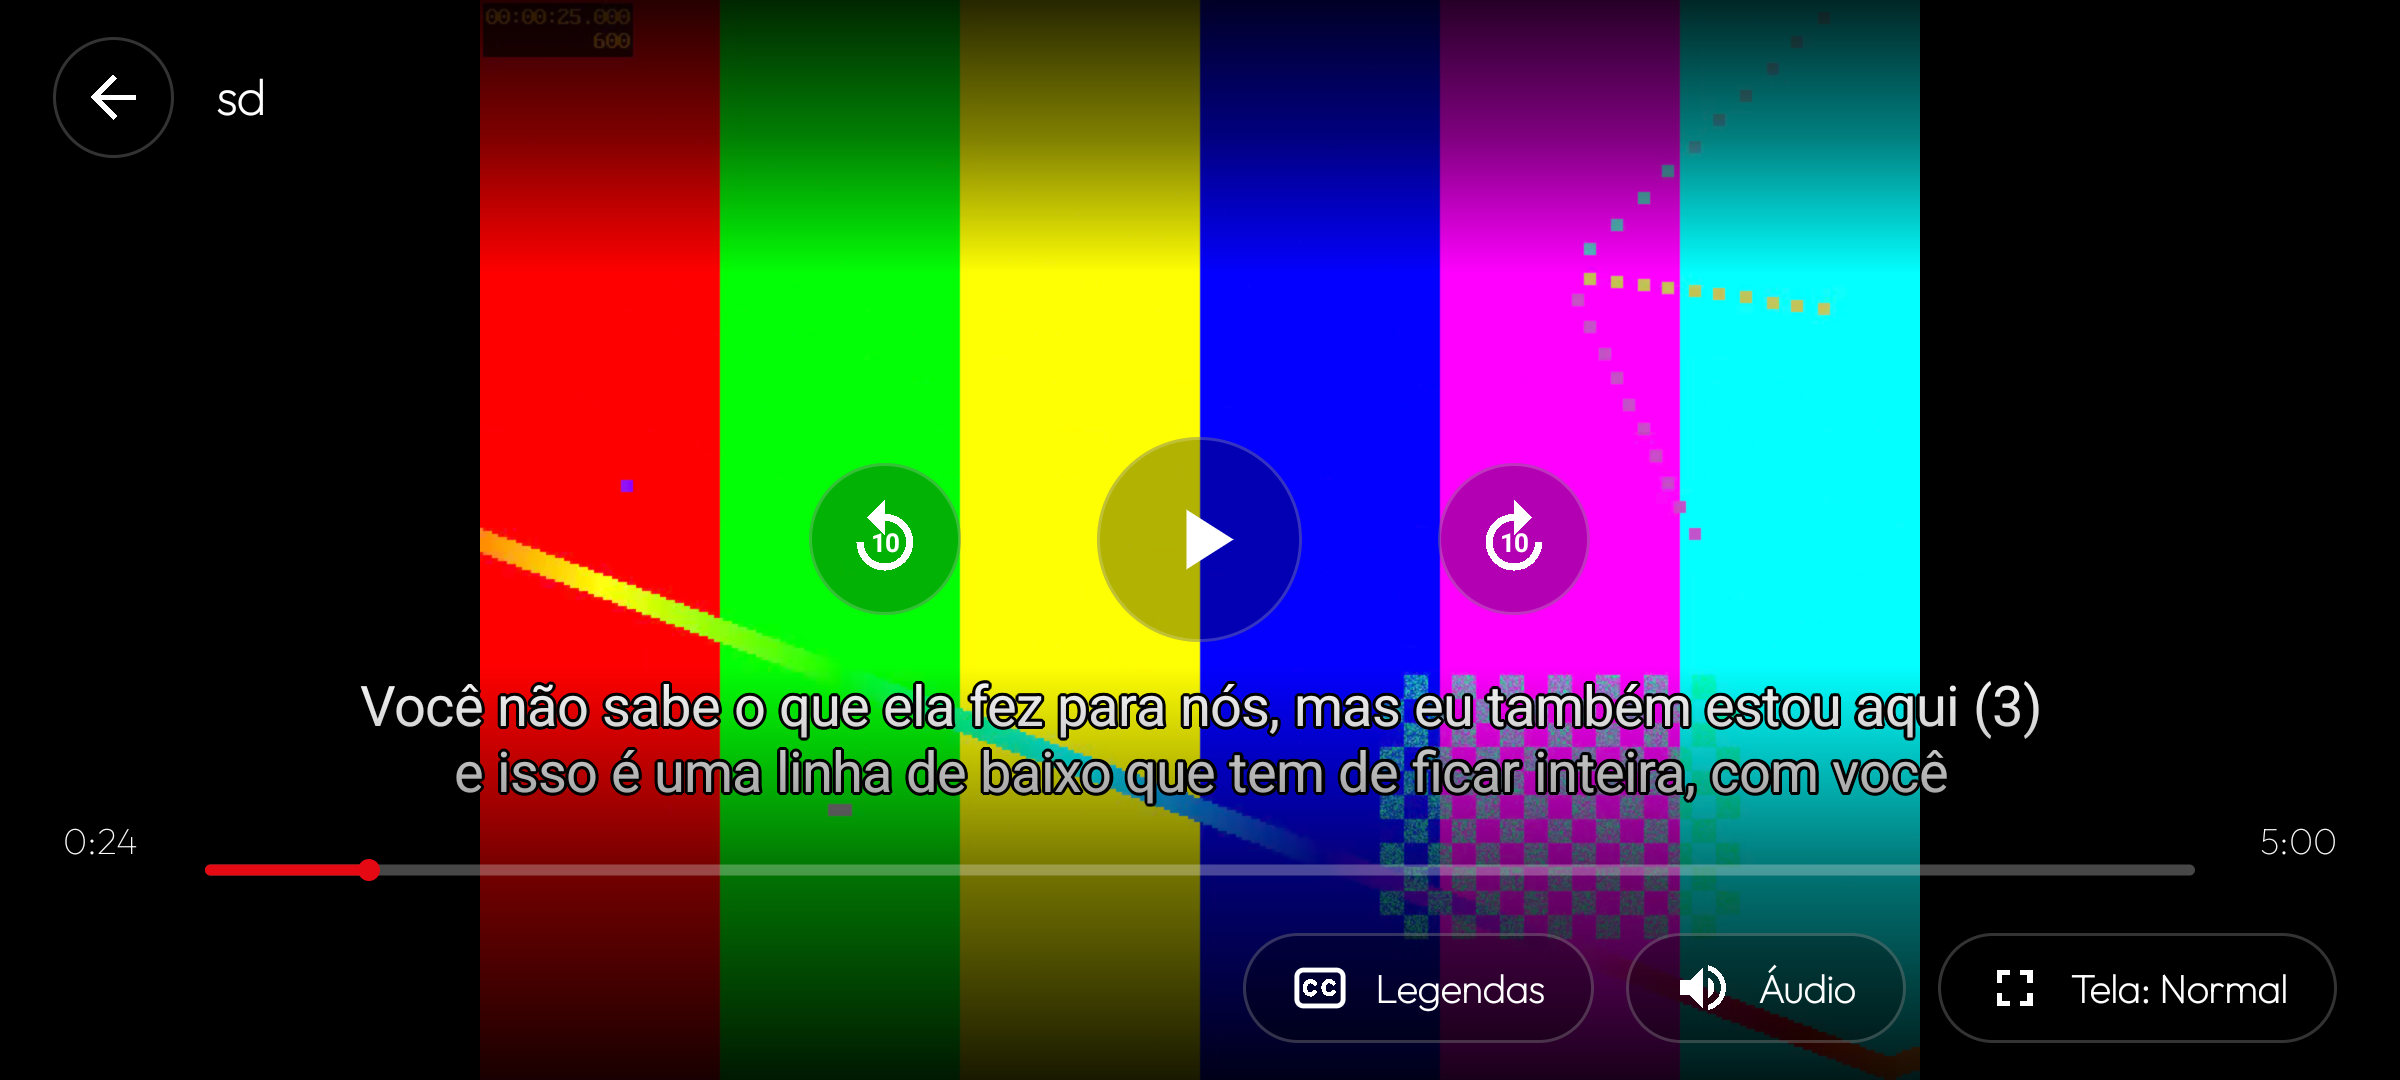 00:00:25.000
600
sd
10
10
Você não sabe o que ela fez para nós, mas eu também estou aqui (3)
e isso é uma linha de baixo que tem de ficar inteira, com você
0:24
5:00
CC
Legendas
Áudio
Tela: Normal